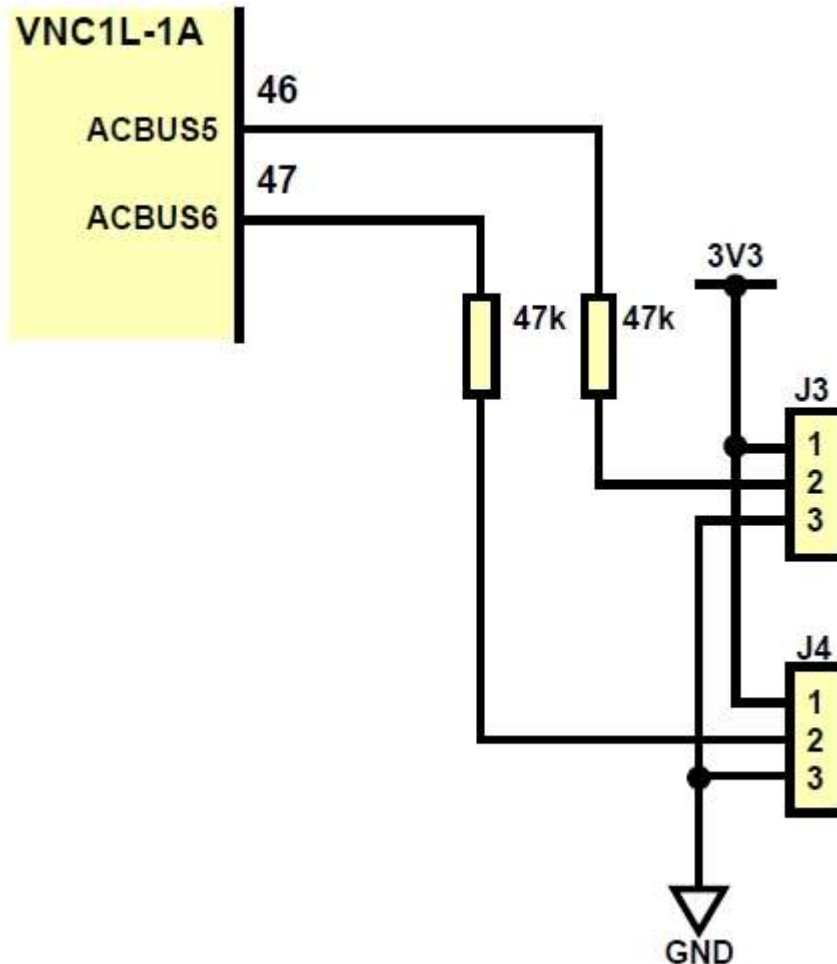 VNC1L-1A
46
ACBUS5
47
ACBUS6
3V3
47k 47k
J3
1
2
3
J4
1
2
3
GND